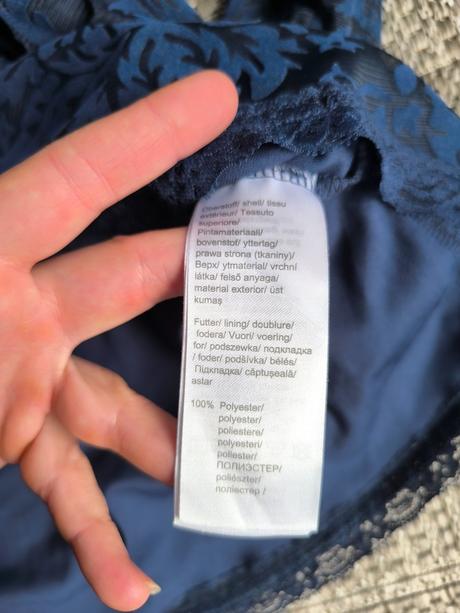 Oberstoff/ shell/ tissu
extérieur/ Tessuto
superiore/
Pintamateriaali/
bovenstof/ yttertøg/
prawa strona (tkaniny)/
Верх/ ytmaterial/ vrchní
látka/ felső anyaga/
material exterior/ üst
kumaş
Futter/ lining/ doublure/
fodera/ Vuori/ voering/
for/ podszewka/ подкладка
/ foder/ podšívka/ bélés/
Підкладка/ căptușeală/
astar
100% Polyester/
polyester/
poliestere/
polyesteri/
poliester/
ПОЛИЭСТЕР/
poliészter/
поліестер /